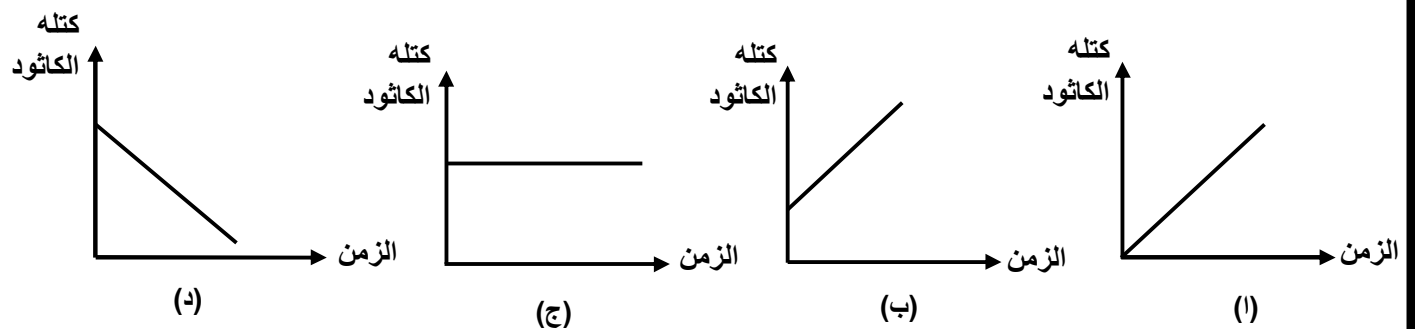 كتله
الكاثود
الزمن
(ا)
كتله
الكاثود
الزمن
(ب)
كتله
الكاثود
الزمن
(ج)
كتله
الكاثود
الزمن
(د)